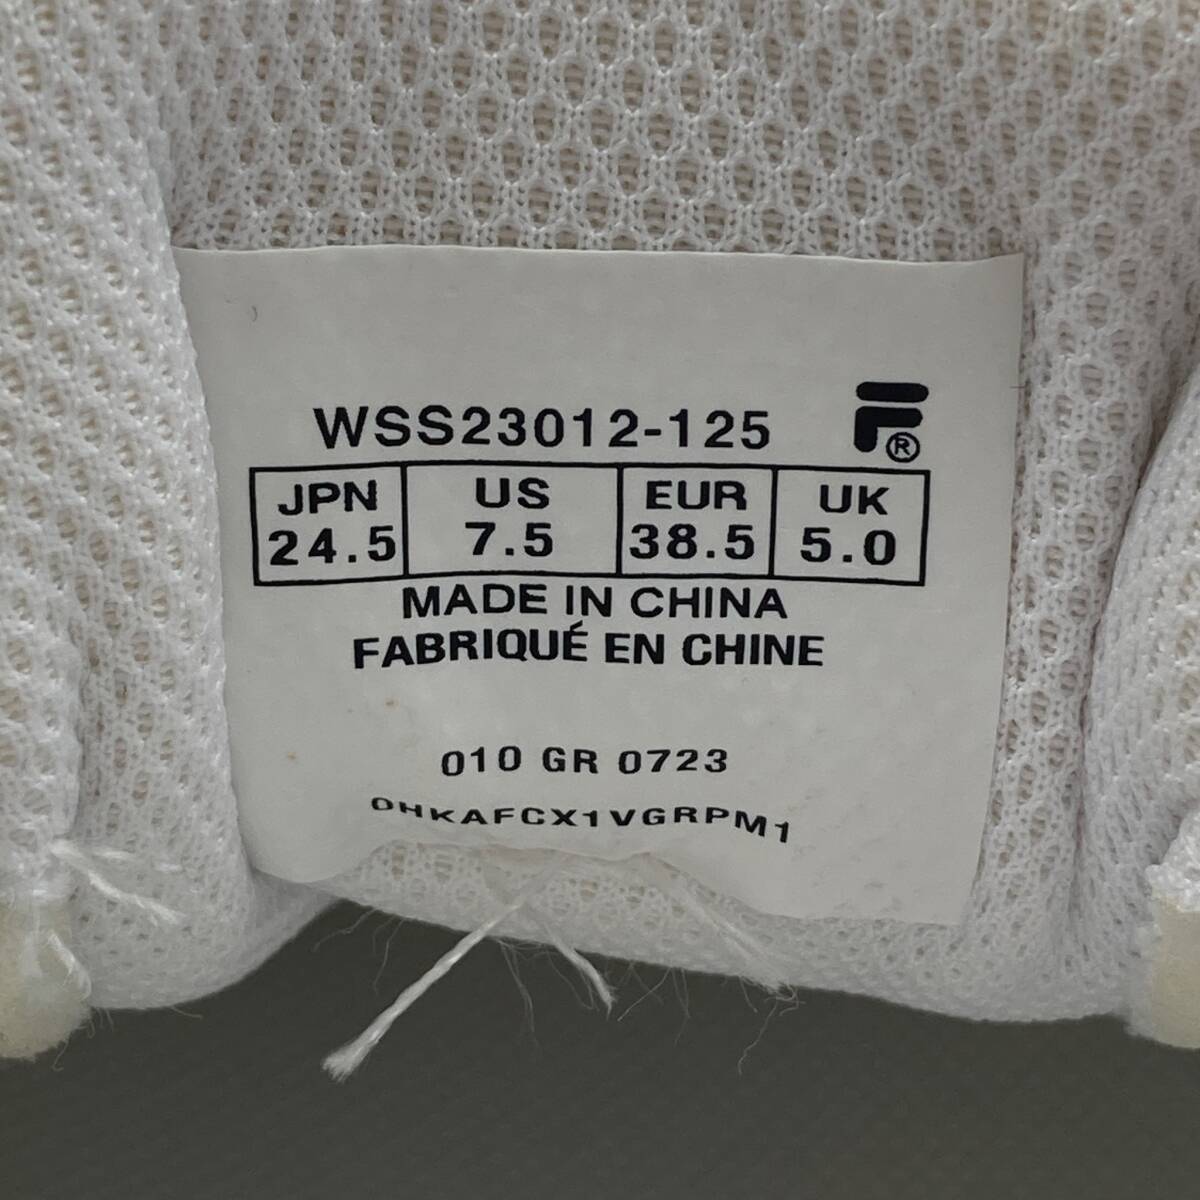 WSS23012-125
F®
JPN US EUR UK
24.5 7.5 38.5 5.0
MADE IN CHINA
FABRIQUÉ EN CHINE
010 GR 0723
OHKAFCX1VGRPM1